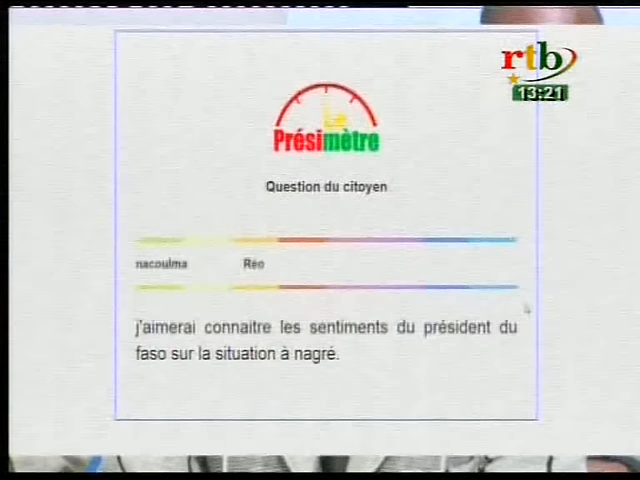 rtb
13:21
Le
Présimètre
Question du citoyen
nacoulma Réo
j'aimerai connaitre les sentiments du président du
faso sur la situation à nagré.